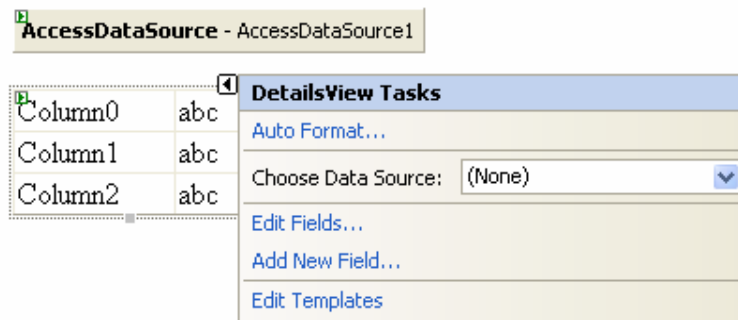 AccessDataSource - AccessDataSource1
DetailsView Tasks
Column0 abc
Auto Format...
Column1 abc
Choose Data Source: (None)
Column2 abc
Edit Fields...
Add New Field...
Edit Templates